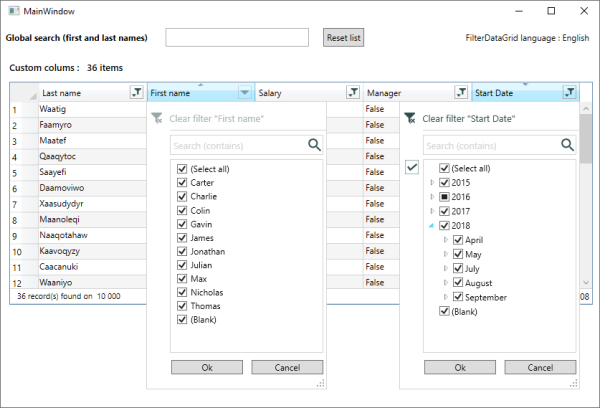 MainWindow
Global search (first and last names) Reset list FilterDataGrid language : English
Custom colums : 36 items
Last name First name Salary Manager Start Date
1 Waatig False
2 Faamyro False
3 Maatef False
4 Qaaqytoc False
5 Saayefi False
6 Daamoviwo False
7 Xaasudydyr False
8 Maanoleqi False
9 Naaqotahaw False
10 Kaavoqyzy False
11 Caacanuki False
12 Waaniyo False
36 record(s) found on 10 000 08
Clear filter "First name"
Search (contains)
(Select all)
Carter
Charlie
Colin
Gavin
James
Jonathan
Julian
Max
Nicholas
Thomas
(Blank)
Ok Cancel
Clear filter "Start Date"
Search (contains)
(Select all)
2015
2016
2017
2018
April
May
July
August
September
(Blank)
Ok Cancel